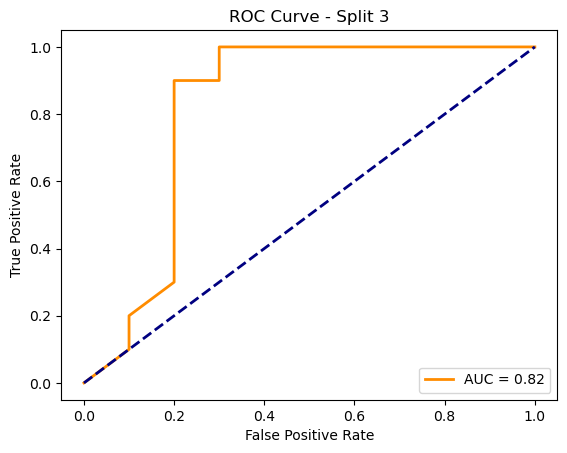 ROC Curve - Split 3
True Positive Rate
1.0
0.8
0.6
0.4
0.2
0.0
AUC = 0.82
0.0 0.2 0.4 0.6 0.8 1.0
False Positive Rate